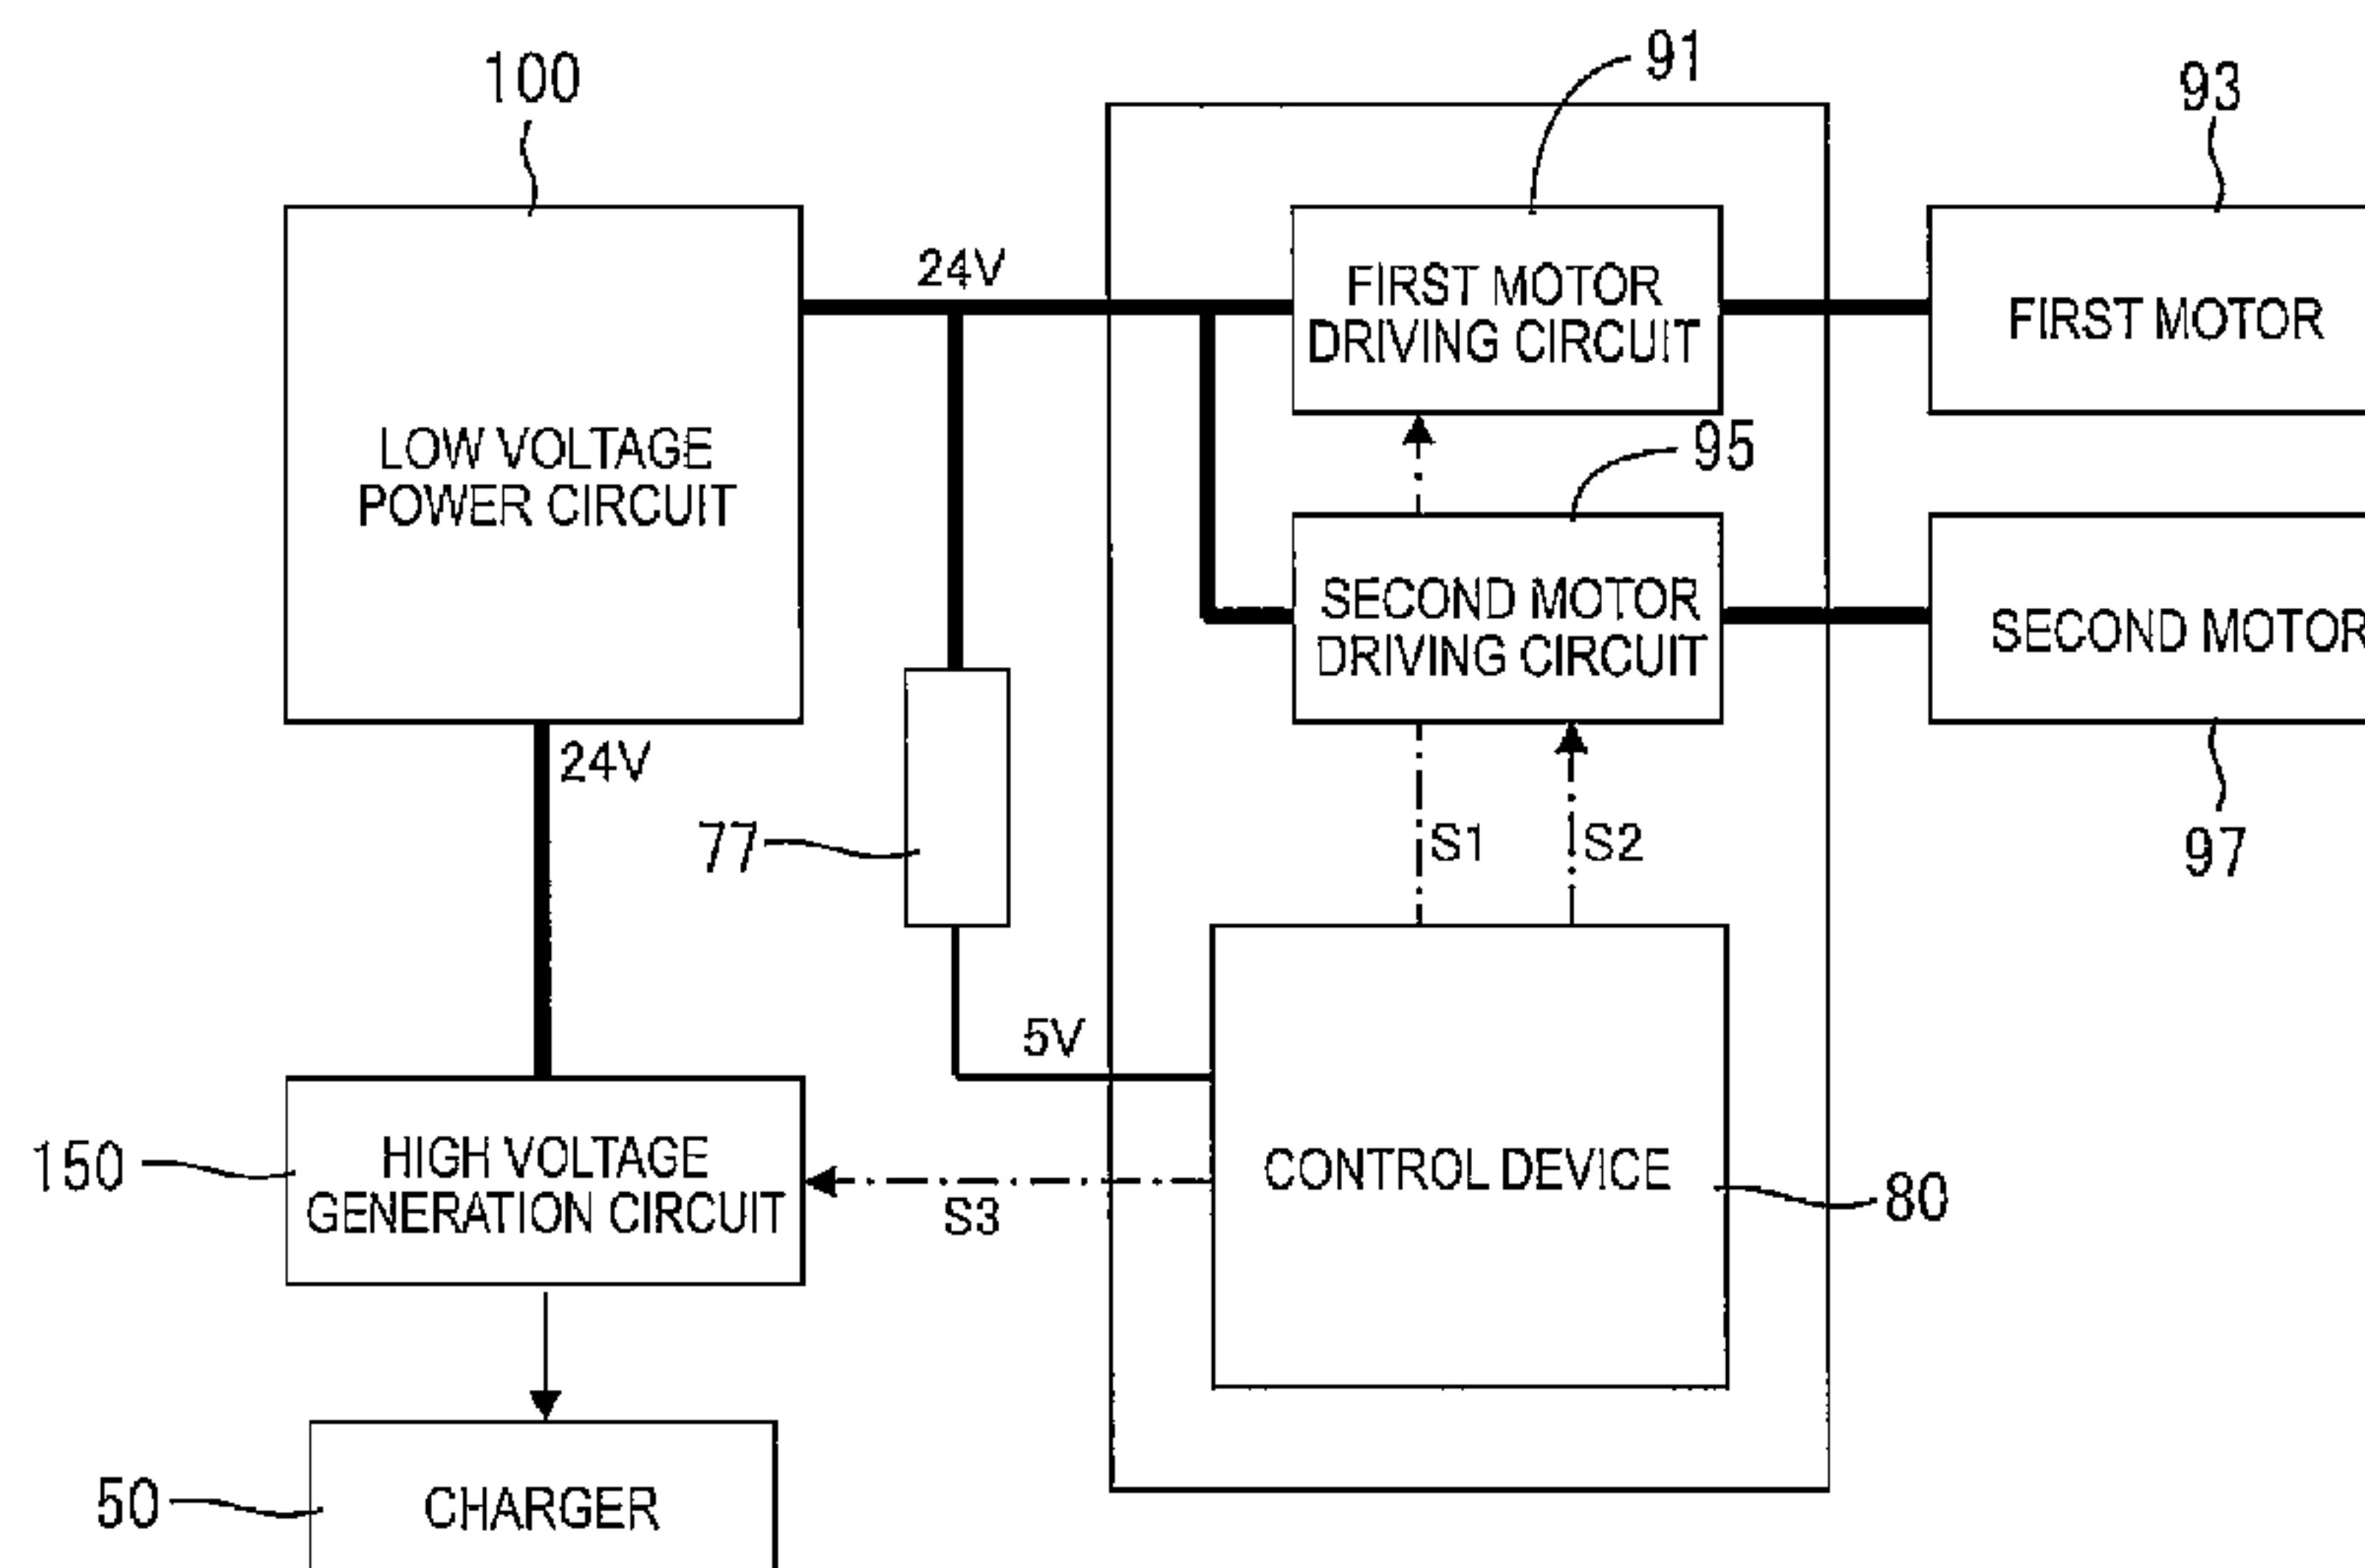 100
91
93
24V
FIRST MOTOR
DRIVING CIRCUIT
FIRST MOTOR
LOW VOLTAGE
POWER CIRCUIT
95
SECOND MOTOR
DRIVING CIRCUIT
SECOND MOTOR
24V
77
S1
S2
97
5V
150
HIGH VOLTAGE
GENERATION CIRCUIT
S3
CONTROL DEVICE
80
50
CHARGER